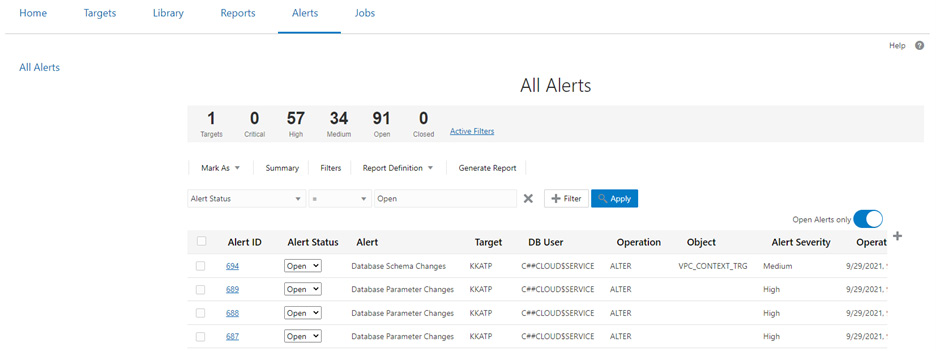 Home Targets Library Reports Alerts Jobs
Help ?
All Alerts
All Alerts
1 0 57 34 91 0
Targets Critical High Medium Open Closed Active Filters
Mark As Summary Filters Report Definition Generate Report
Alert Status = Open Filter Apply
Open Alerts only
Alert ID Alert Status Alert Target DB User Operation Object Alert Severity Operat
694 Open Database Schema Changes KKATP C##CLOUD$SERVICE ALTER VPC_CONTEXT_TRG Medium 9/29/2021,
689 Open Database Parameter Changes KKATP C##CLOUD$SERVICE ALTER High 9/29/2021,
688 Open Database Parameter Changes KKATP C##CLOUD$SERVICE ALTER High 9/29/2021,
687 Open Database Parameter Changes KKATP C##CLOUD$SERVICE ALTER High 9/29/2021,